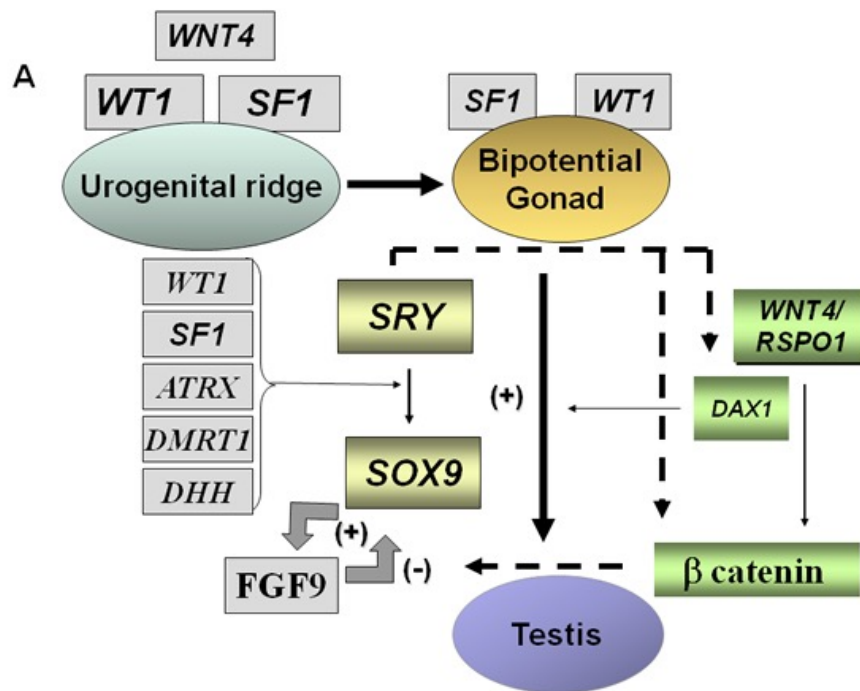 A
WNT4
WT1
SF1
Urogenital ridge
SF1
WT1
Bipotential
Gonad
WT1
SF1
ATRX
DMRT1
DHH
SRY
SOX9
(+)
WNT4/
RSPO1
DAX1
(+)
(-)
FGF9
β catenin
Testis